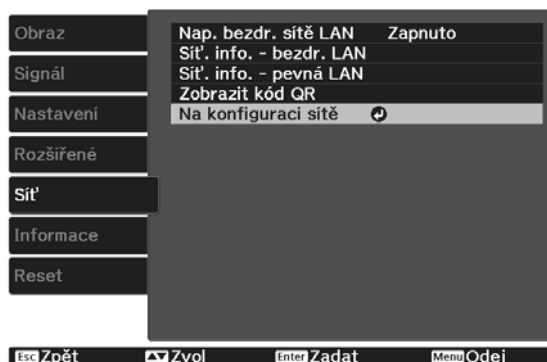 Obraz
Signál
Nastavení
Rozšířené
Síť
Informace
Reset
Nap. bezdr. sítě LAN Zapnuto
Síť. info. - bezdr. LAN
Síť. info. - pevná LAN
Zobrazit kód QR
Na konfiguraci sítě
Esc Zpět Zvol Enter Zadat Menu Odej